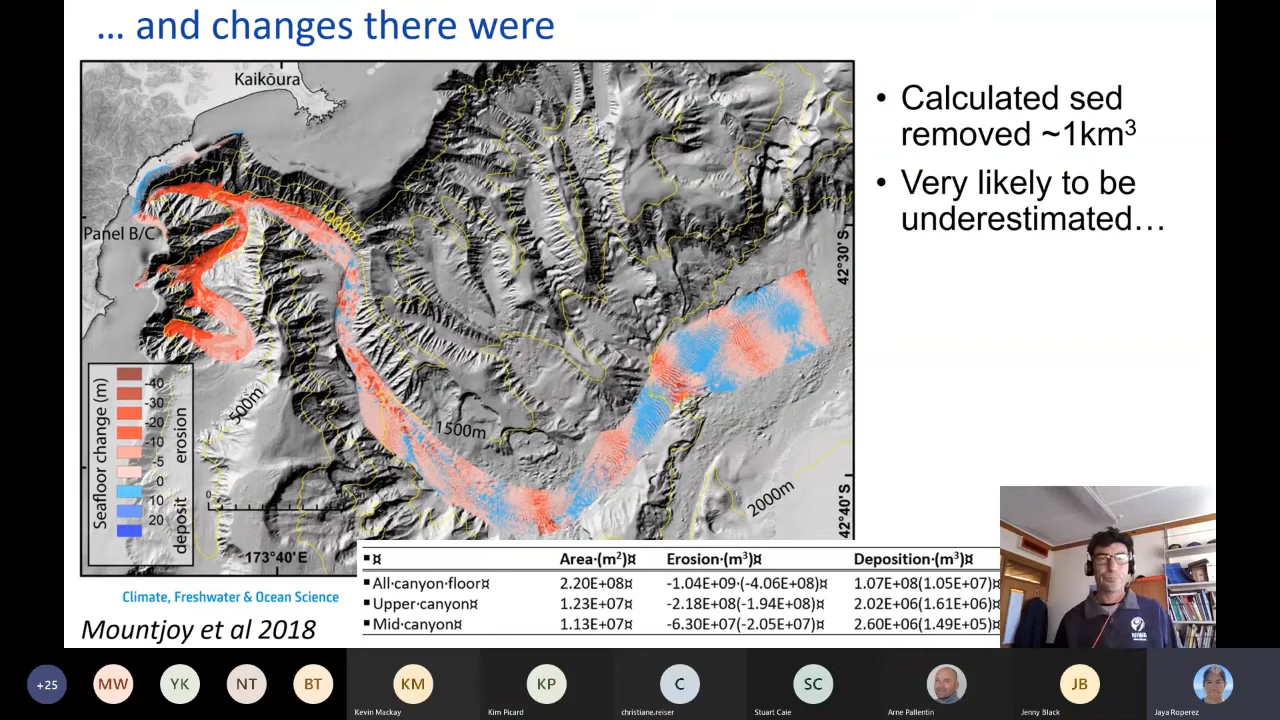 ... and changes there were
Kaikōura
Panel B/C
1000m
500m
1500m
2000m
42°30' S
42°40' S
173°40' E
Seafloor change (m)
-40
-30
-20
-10
-5
0
10
20
erosion
deposit
0
• Calculated sed
removed ~1km³
• Very likely to be
underestimated…
▪¤ Area·(m²)¤ Erosion·(m³)¤ Deposition·(m³)¤
▪All·canyon·floor¤ 2.20E+08¤ -1.04E+09·(-4.06E+08)¤ 1.07E+08(1.05E+07)¤
▪Upper·canyon¤ 1.23E+07¤ -2.18E+08(-1.94E+08)¤ 2.02E+06(1.61E+06)¤
▪Mid·canyon¤ 1.13E+07¤ -6.30E+07(-2.05E+07)¤ 2.60E+06(1.49E+05)¤
Climate, Freshwater & Ocean Science
Mountjoy et al 2018
NIWA
+25
MW
YK
NT
BT
KM
Kevin Mackay
KP
Kim Picard
C
christiane.reiser
SC
Stuart Caie
Arne Pallentin
JB
Jenny Black
Jaya Roperez